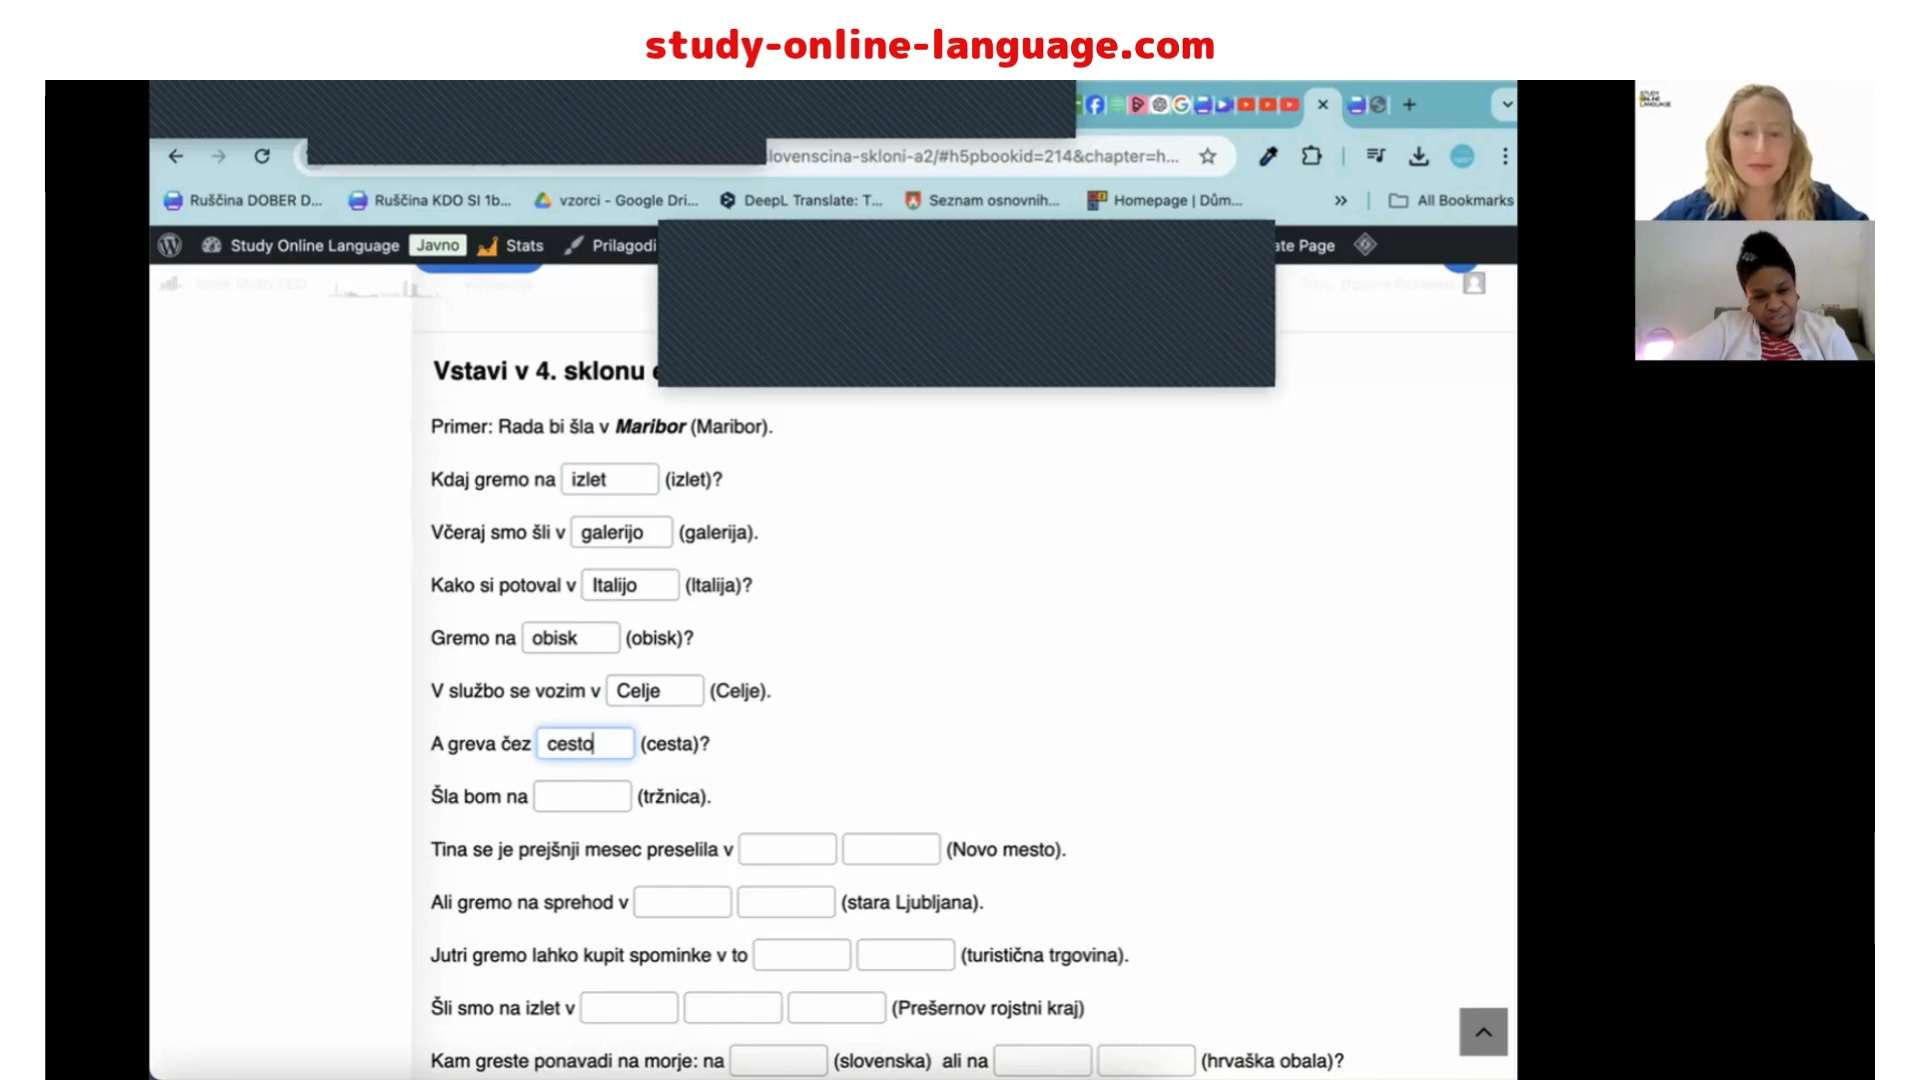 study-online-language.com
lovenscina-skloni-a2/#h5pbookid=214&chapter=h...
Ruščina DOBER D... Ruščina KDO SI 1b... vzorci - Google Dri... DeepL Translate: T... Seznam osnovnih... Homepage | Dům... » All Bookmarks
Study Online Language Javno Stats Prilagodi ate Page
STUDY ONLINE LANGUAGE
Vstavi v 4. sklonu
Primer: Rada bi šla v Maribor (Maribor).
Kdaj gremo na izlet (izlet)?
Včeraj smo šli v galerijo (galerija).
Kako si potoval v Italijo (Italija)?
Gremo na obisk (obisk)?
V službo se vozim v Celje (Celje).
A greva čez cesto (cesta)?
Šla bom na (tržnica).
Tina se je prejšnji mesec preselila v (Novo mesto).
Ali gremo na sprehod v (stara Ljubljana).
Jutri gremo lahko kupit spominke v to (turistična trgovina).
Šli smo na izlet v (Prešernov rojstni kraj)
Kam greste ponavadi na morje: na (slovenska) ali na (hrvaška obala)?